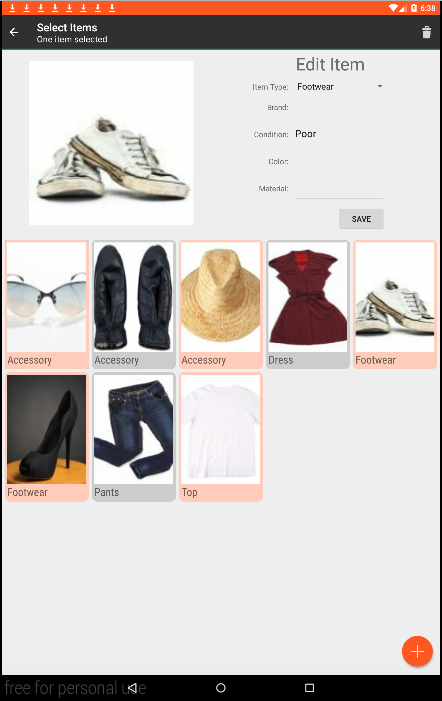 6:38
Select Items
One item selected
Edit Item
Item Type: Footwear
Brand:
Condition: Poor
Color:
Material:
SAVE
Accessory
Accessory
Accessory
Dress
Footwear
Footwear
Pants
Top
free for personal use